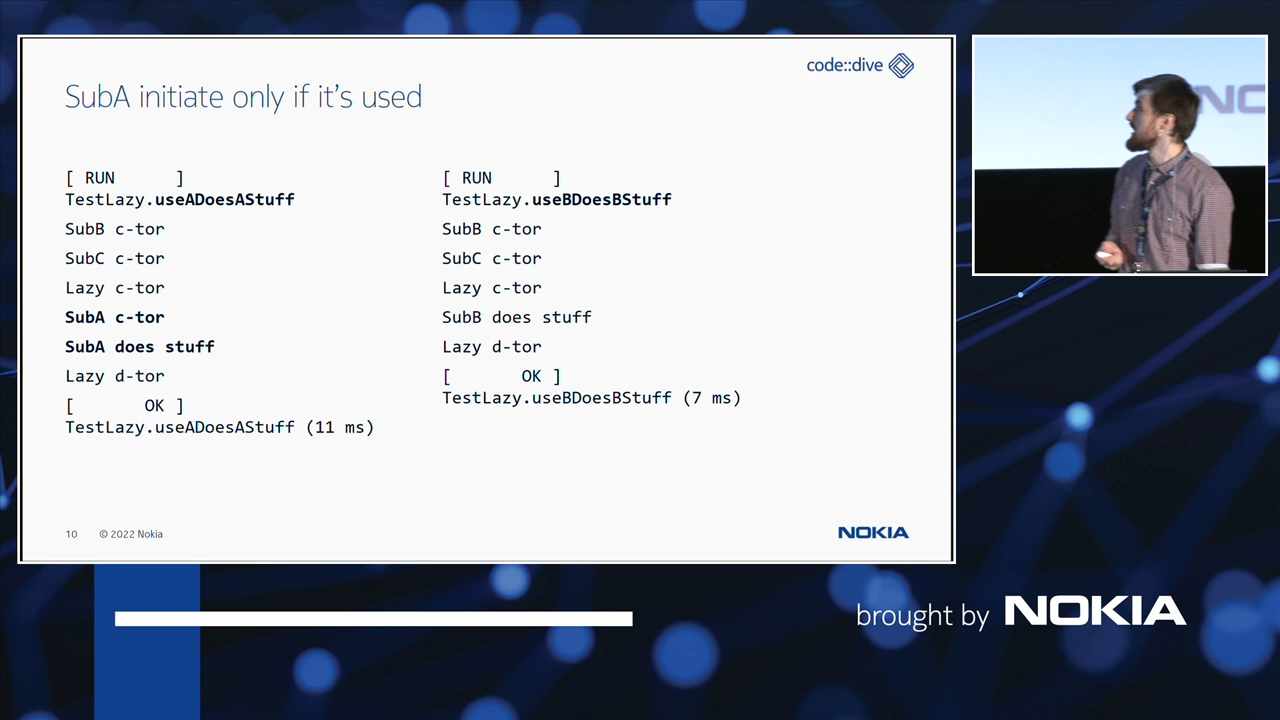 code::dive
SubA initiate only if it's used
[ RUN      ]
TestLazy.useADoesAStuff
SubB c-tor
SubC c-tor
Lazy c-tor
SubA c-tor
SubA does stuff
Lazy d-tor
[       OK ]
TestLazy.useADoesAStuff (11 ms)
[ RUN      ]
TestLazy.useBDoesBStuff
SubB c-tor
SubC c-tor
Lazy c-tor
SubB does stuff
Lazy d-tor
[       OK ]
TestLazy.useBDoesBStuff (7 ms)
10 © 2022 Nokia
NOKIA
NO
brought by NOKIA